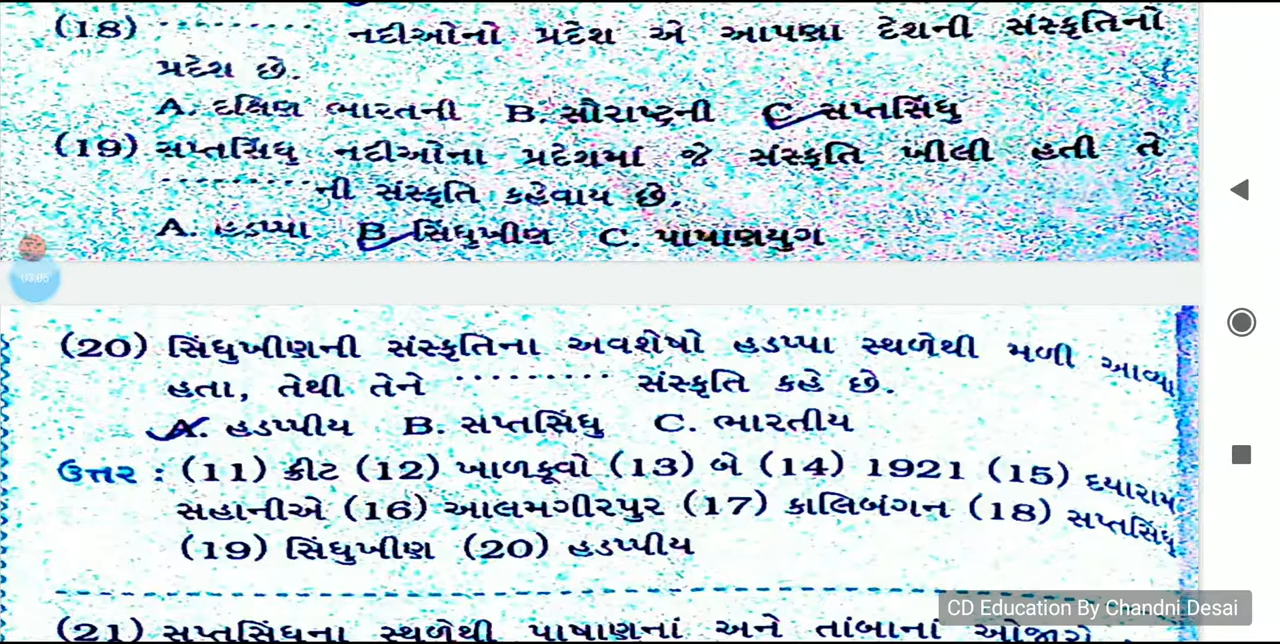 (18) ............ નદીઓનો પ્રદેશ એ આપણા દેશની સંસ્કૃતિનો
પ્રદેશ છે.
A. દક્ષિણ ભારતની B. સૌરાષ્ટ્રની C. સપ્તસિંધુ
(19) સપ્તસિંધુ નદીઓના પ્રદેશમાં જે સંસ્કૃતિ ખીલી હતી તે
............ની સંસ્કૃતિ કહેવાય છે.
A. હડપ્પા B. સિંધુખીણ C. પાષાણયુગ
03:05
(20) સિંધુખીણની સંસ્કૃતિના અવશેષો હડપ્પા સ્થળેથી મળી આવ્યા
હતા, તેથી તેને ............ સંસ્કૃતિ કહે છે.
A. હડપ્પીય B. સપ્તસિંધુ C. ભારતીય
ઉત્તર : (11) ક્રીટ (12) ખાળકૂવો (13) બે (14) 1921 (15) દયારામ
સહાનીએ (16) આલમગીરપુર (17) કાલિબંગન (18) સપ્તસિંધુ
(19) સિંધુખીણ (20) હડપ્પીય
CD Education By Chandni Desai
(21) સપ્તસિંધુના સ્થળેથી પાષાણનાં અને તાંબાનાં ઓજારો